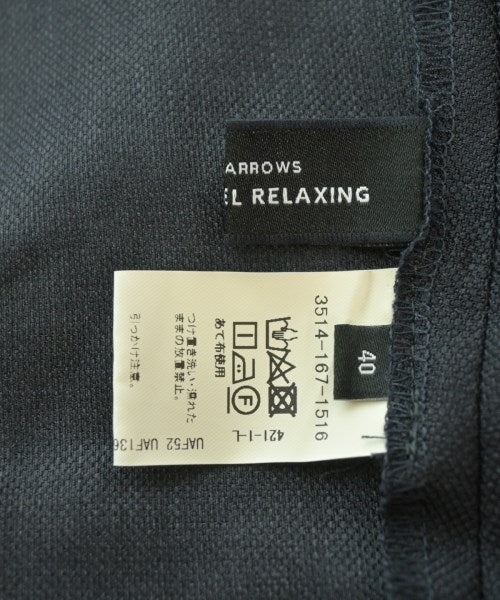 ARROWS
EL RELAXING
40
3514-167-1516
421-1-L
あて布使用
つけ置き洗い・濡れた
ままの放置禁止。
引っかけ注意。
UAF52 UAF136